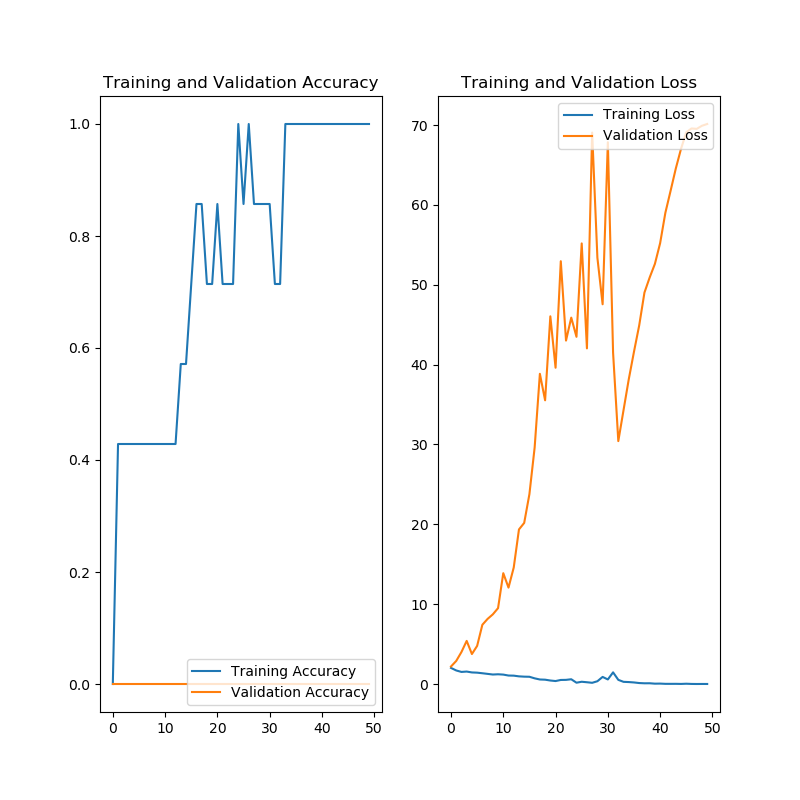 Training and Validation Accuracy
1.0
0.8
0.6
0.4
0.2
0.0
0 10 20 30 40 50
Training Accuracy
Validation Accuracy
Training and Validation Loss
70
60
50
40
30
20
10
0
0 10 20 30 40 50
Training Loss
Validation Loss